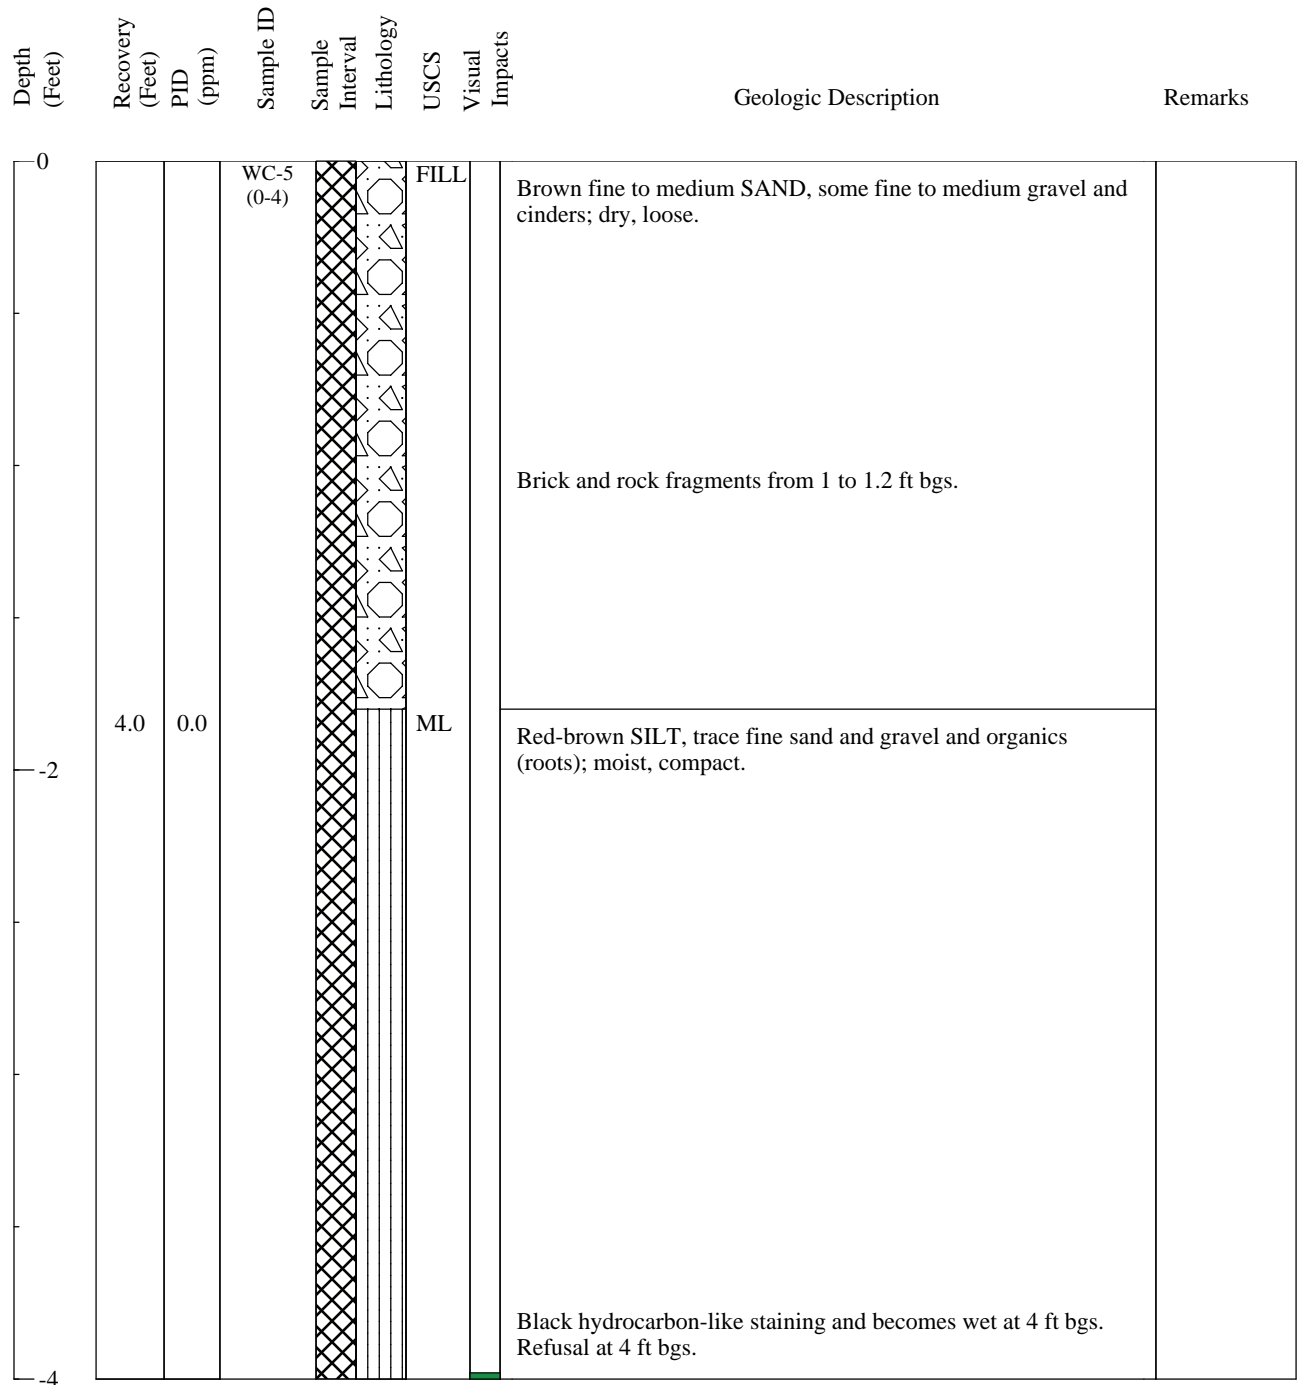 Depth
(Feet)
Recovery
(Feet)
PID
(ppm)
Sample ID
Sample
Interval
Lithology
USCS
Visual
Impacts
Geologic Description
Remarks
0
WC-5
(0-4)
FILL
Brown fine to medium SAND, some fine to medium gravel and
cinders; dry, loose.
Brick and rock fragments from 1 to 1.2 ft bgs.
4.0
0.0
ML
Red-brown SILT, trace fine sand and gravel and organics
(roots); moist, compact.
-2
Black hydrocarbon-like staining and becomes wet at 4 ft bgs.
Refusal at 4 ft bgs.
-4